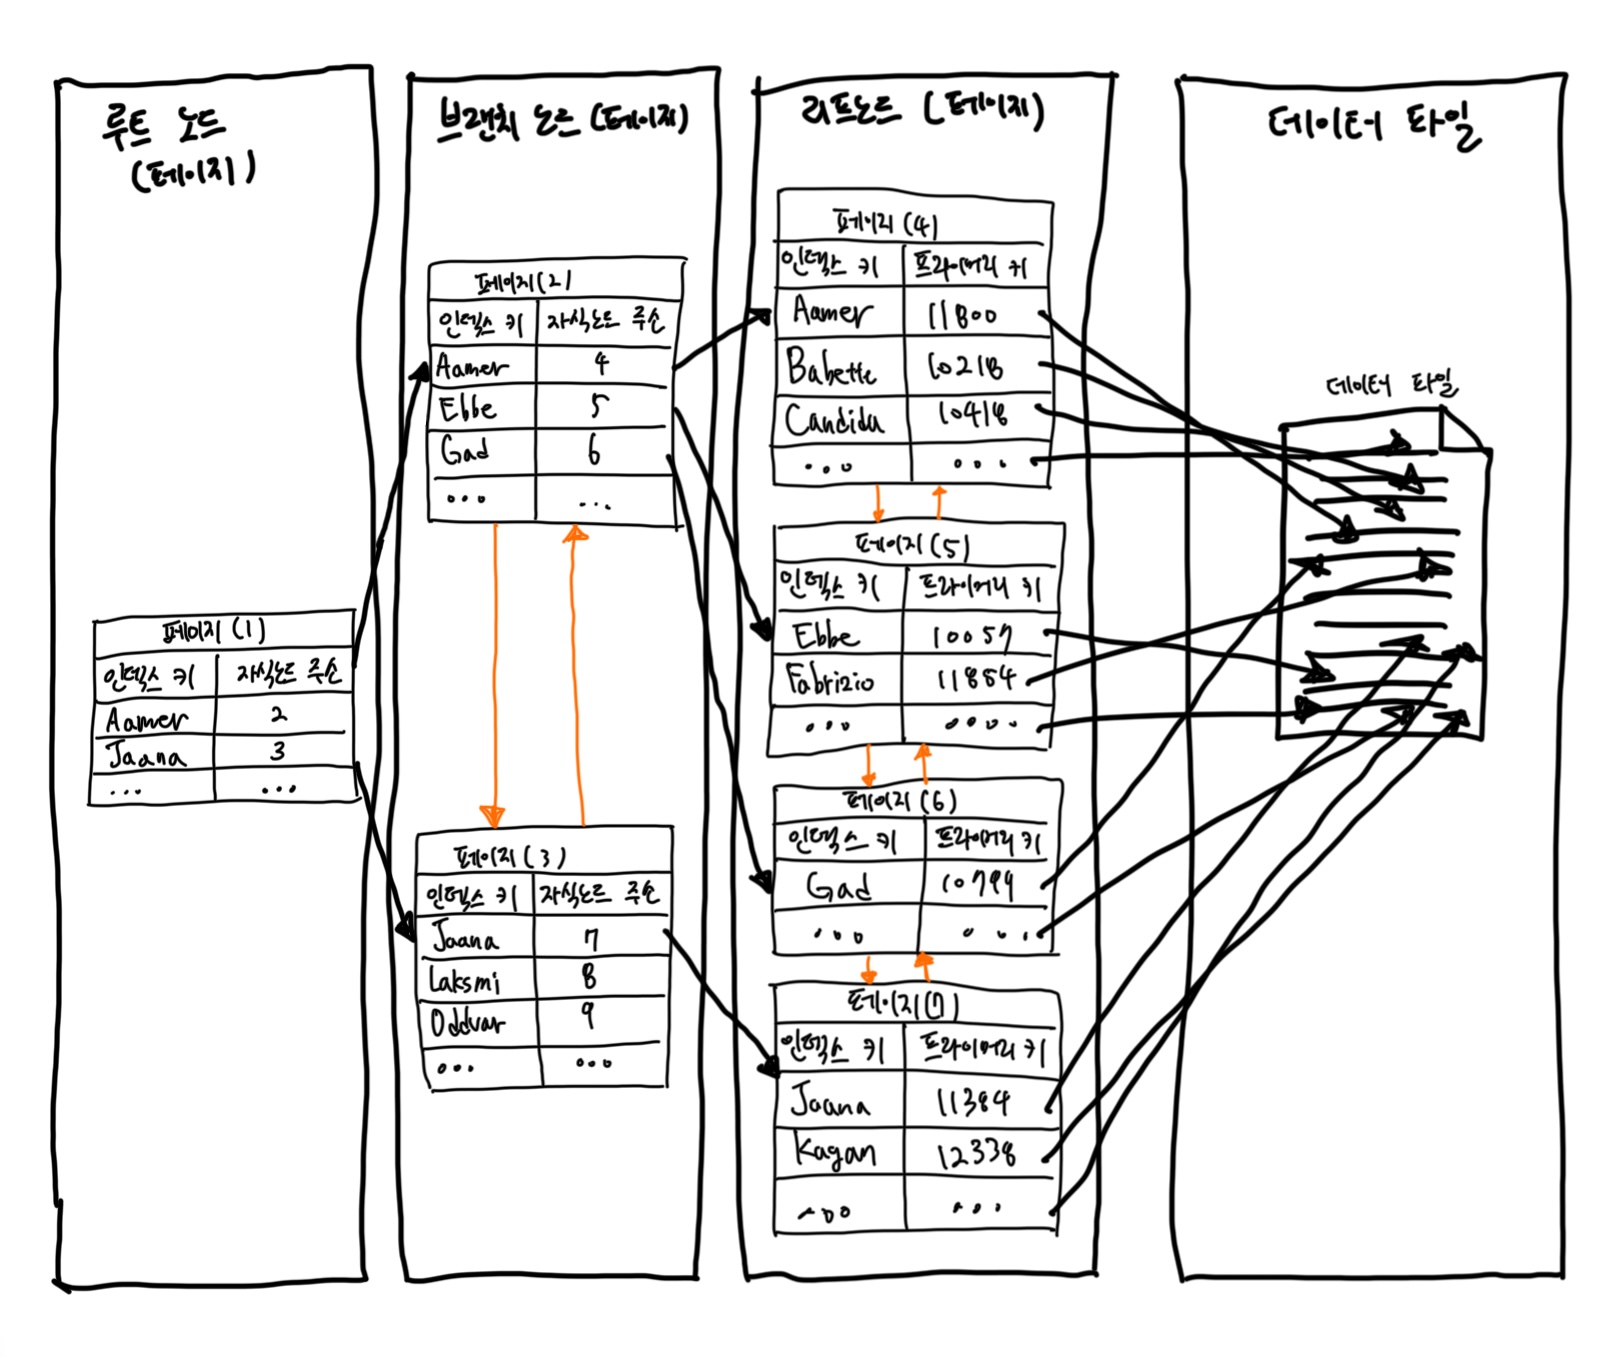 루트 노드
(페이지)
페이지(1)
인덱스 키 자식노드 주소
Aamer 2
Jaana 3
... ...
브랜치 노드(페이지)
페이지(2)
인덱스 키 자식노드 주소
Aamer 4
Ebbe 5
Gad 6
... ...
페이지(3)
인덱스 키 자식노드 주소
Jaana 7
Laksmi 8
Oddvar 9
... ...
리프노드 (페이지)
페이지(4)
인덱스 키 프라이머리 키
Aamer 11800
Babette 10218
Candida 10418
... ...
페이지(5)
인덱스 키 프라이머리 키
Ebbe 10057
Fabrizio 11854
... ....
페이지(6)
인덱스 키 프라이머리 키
Gad 10799
... ...
페이지(7)
인덱스 키 프라이머리 키
Jaana 11384
Kagan 12338
... ...
데이터 파일
데이터 파일